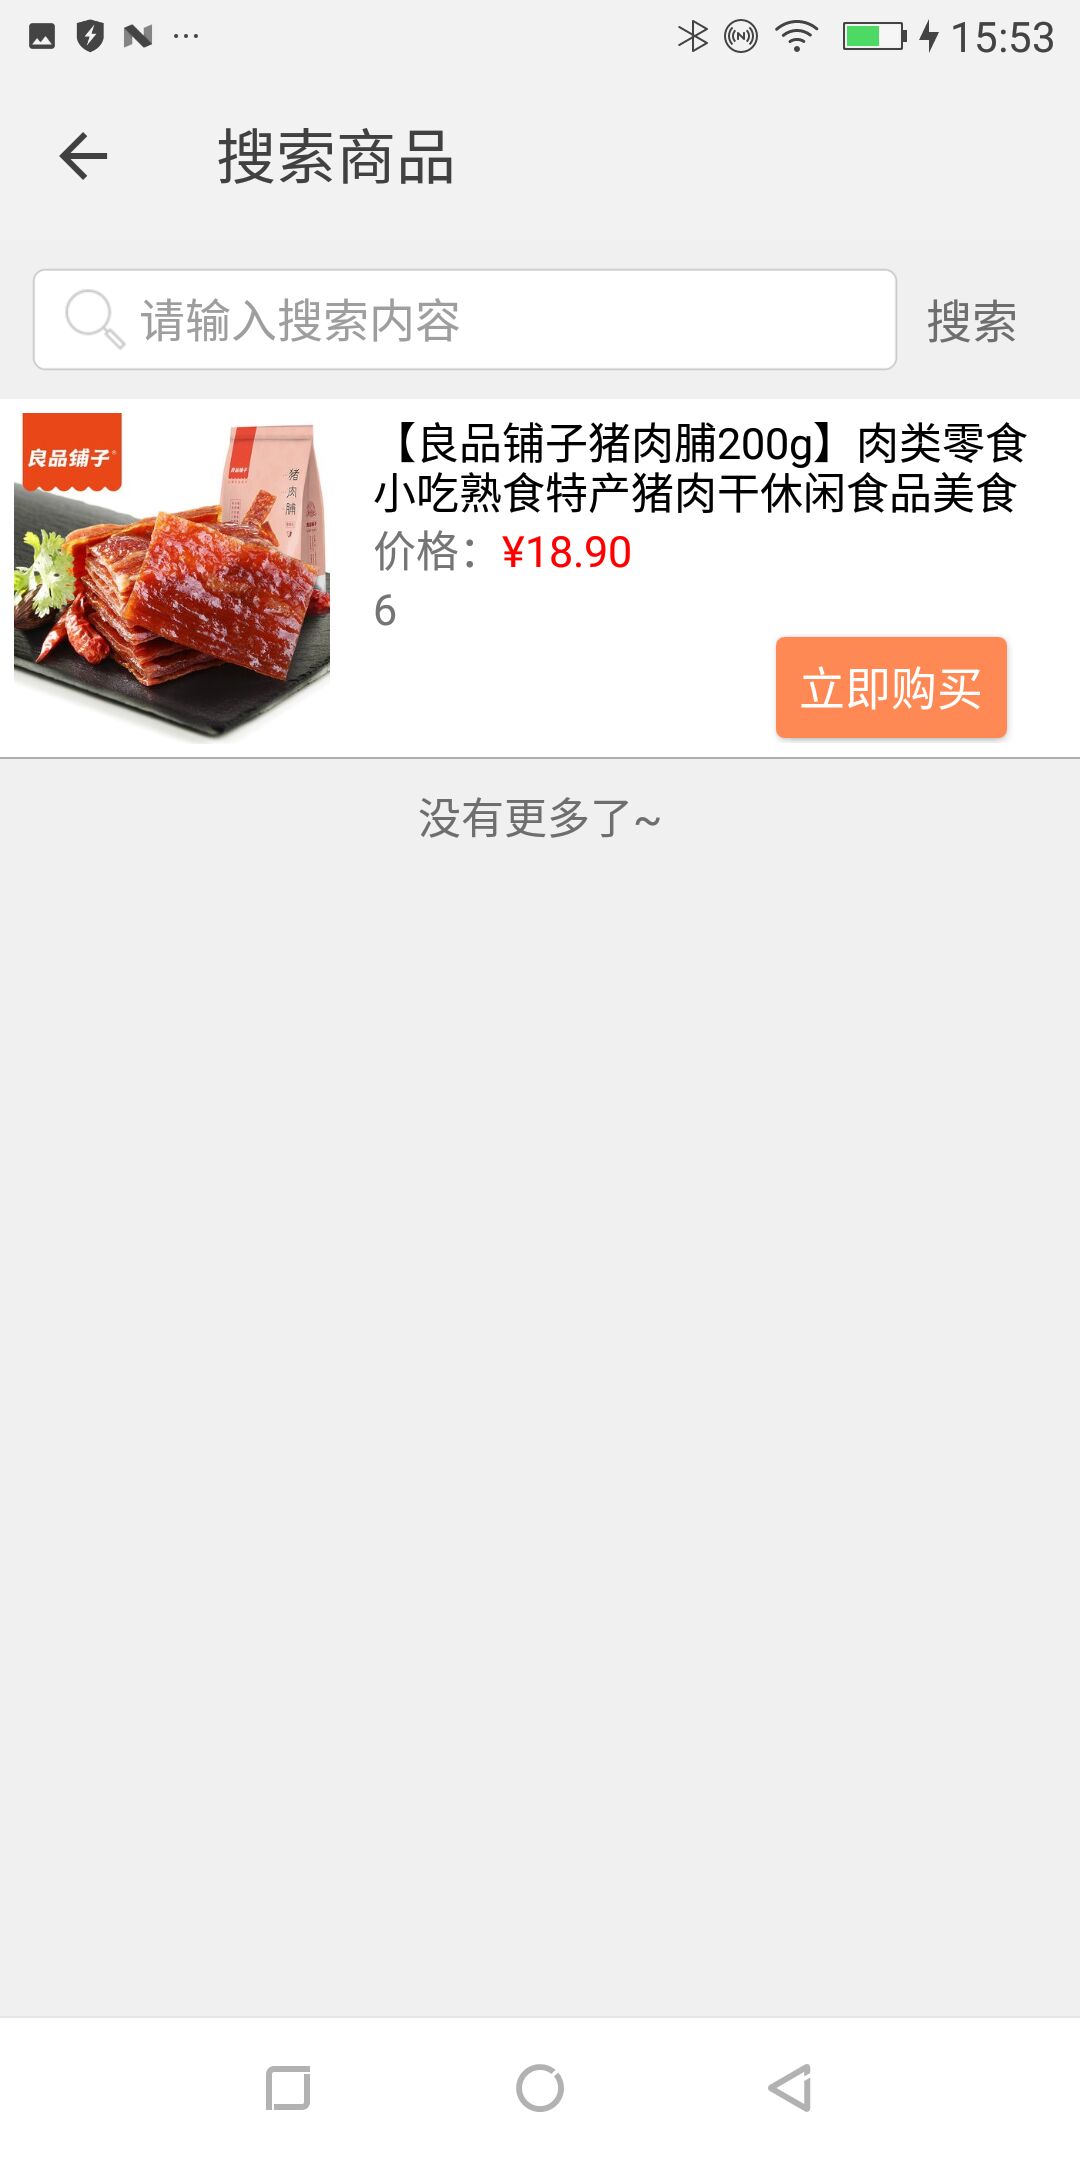 15:53
搜索商品
请输入搜索内容
搜索
良品铺子
猪肉脯
【良品铺子猪肉脯200g】肉类零食
小吃熟食特产猪肉干休闲食品美食
价格：¥18.90
6
立即购买
没有更多了~